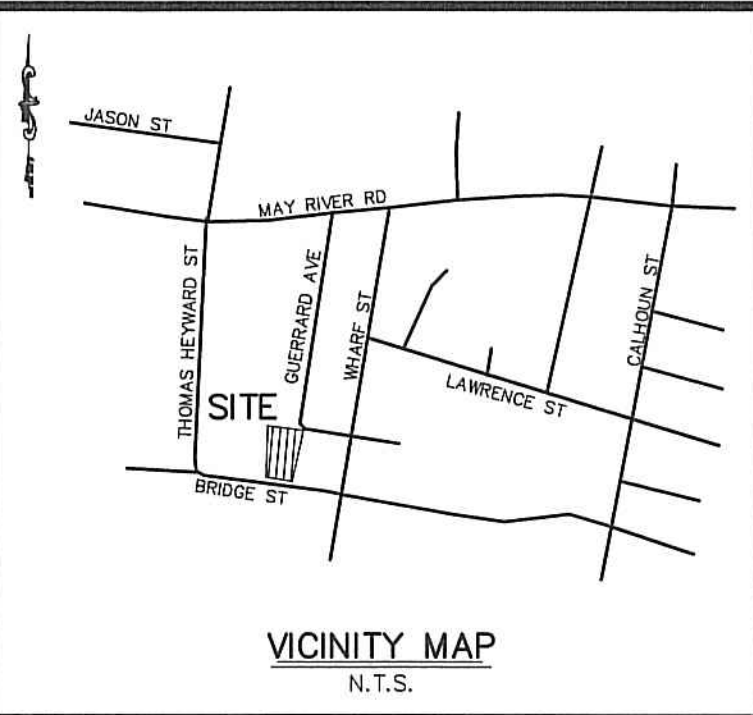 JASON ST
MAY RIVER RD
THOMAS HEYWARD ST
GUERRARD AVE
WHARF ST
CALHOUN ST
LAWRENCE ST
SITE
BRIDGE ST
VICINITY MAP
N.T.S.